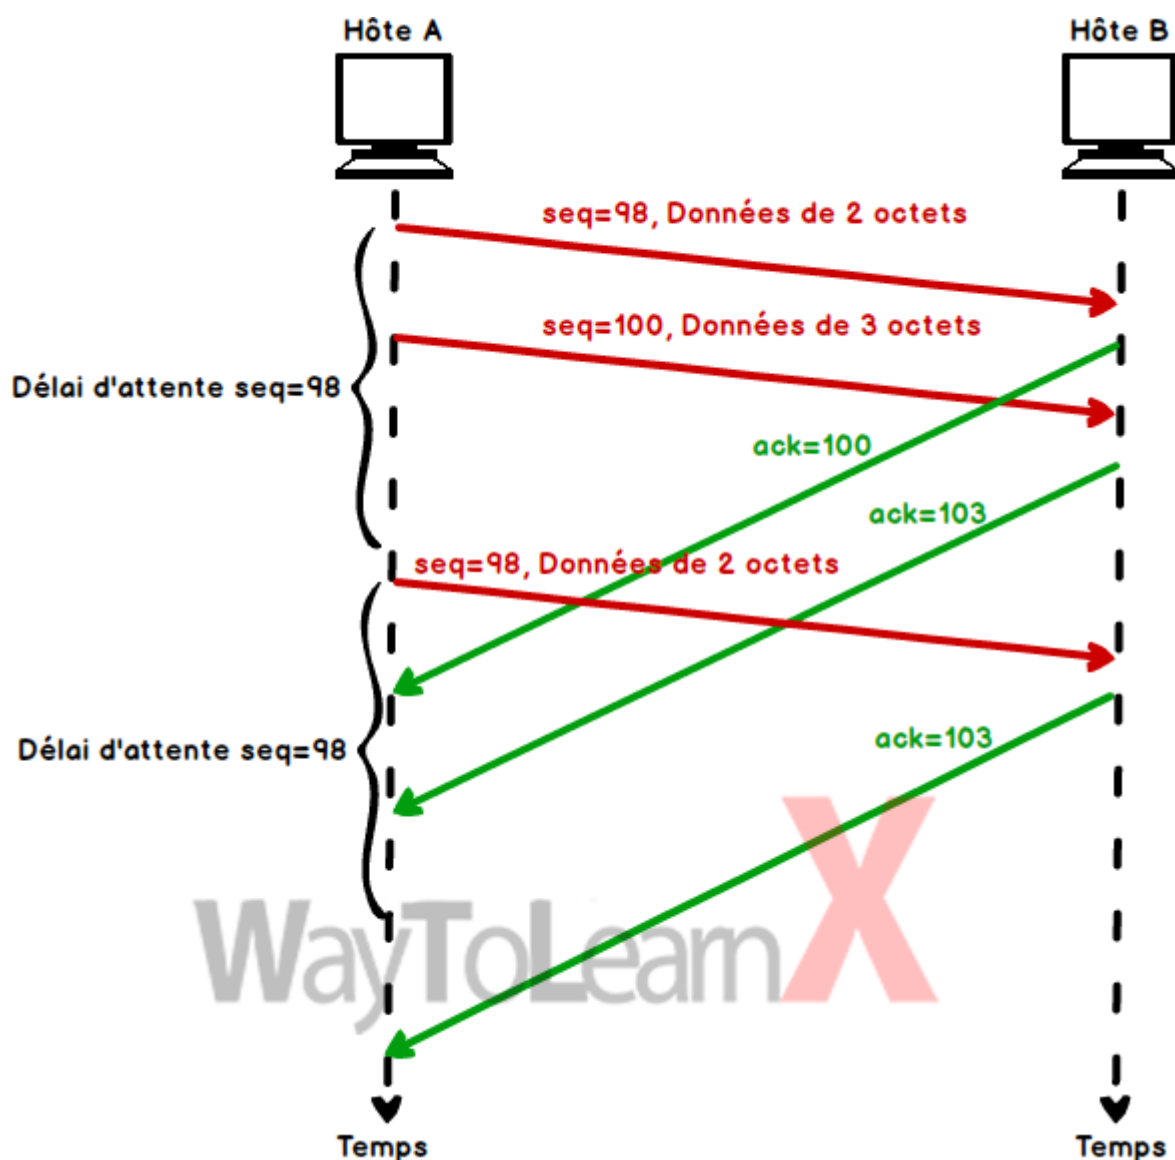 Hôte A
Hôte B
seq=98, Données de 2 octets
seq=100, Données de 3 octets
Délai d'attente seq=98
ack=100
ack=103
seq=98, Données de 2 octets
Délai d'attente seq=98
ack=103
WayToLearnX
Temps
Temps